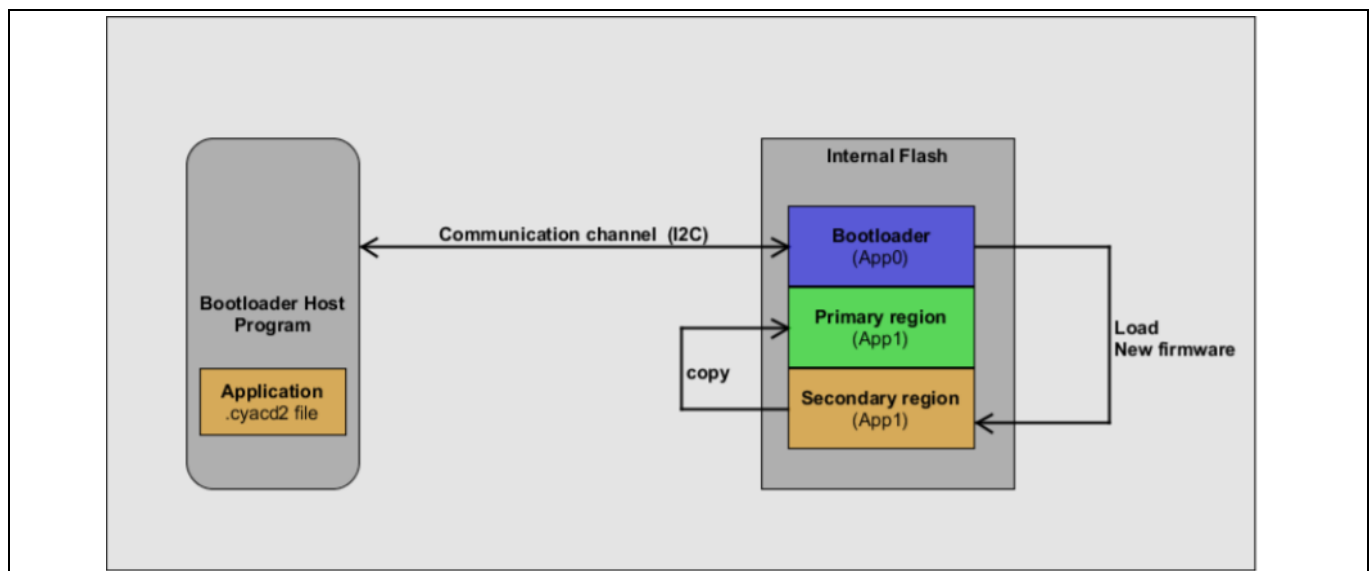 Internal Flash
Communication channel (I2C)
Bootloader
(App0)
Bootloader Host
Program
Primary region
(App1)
Load
New firmware
copy
Application
.cyacd2 file
Secondary region
(App1)